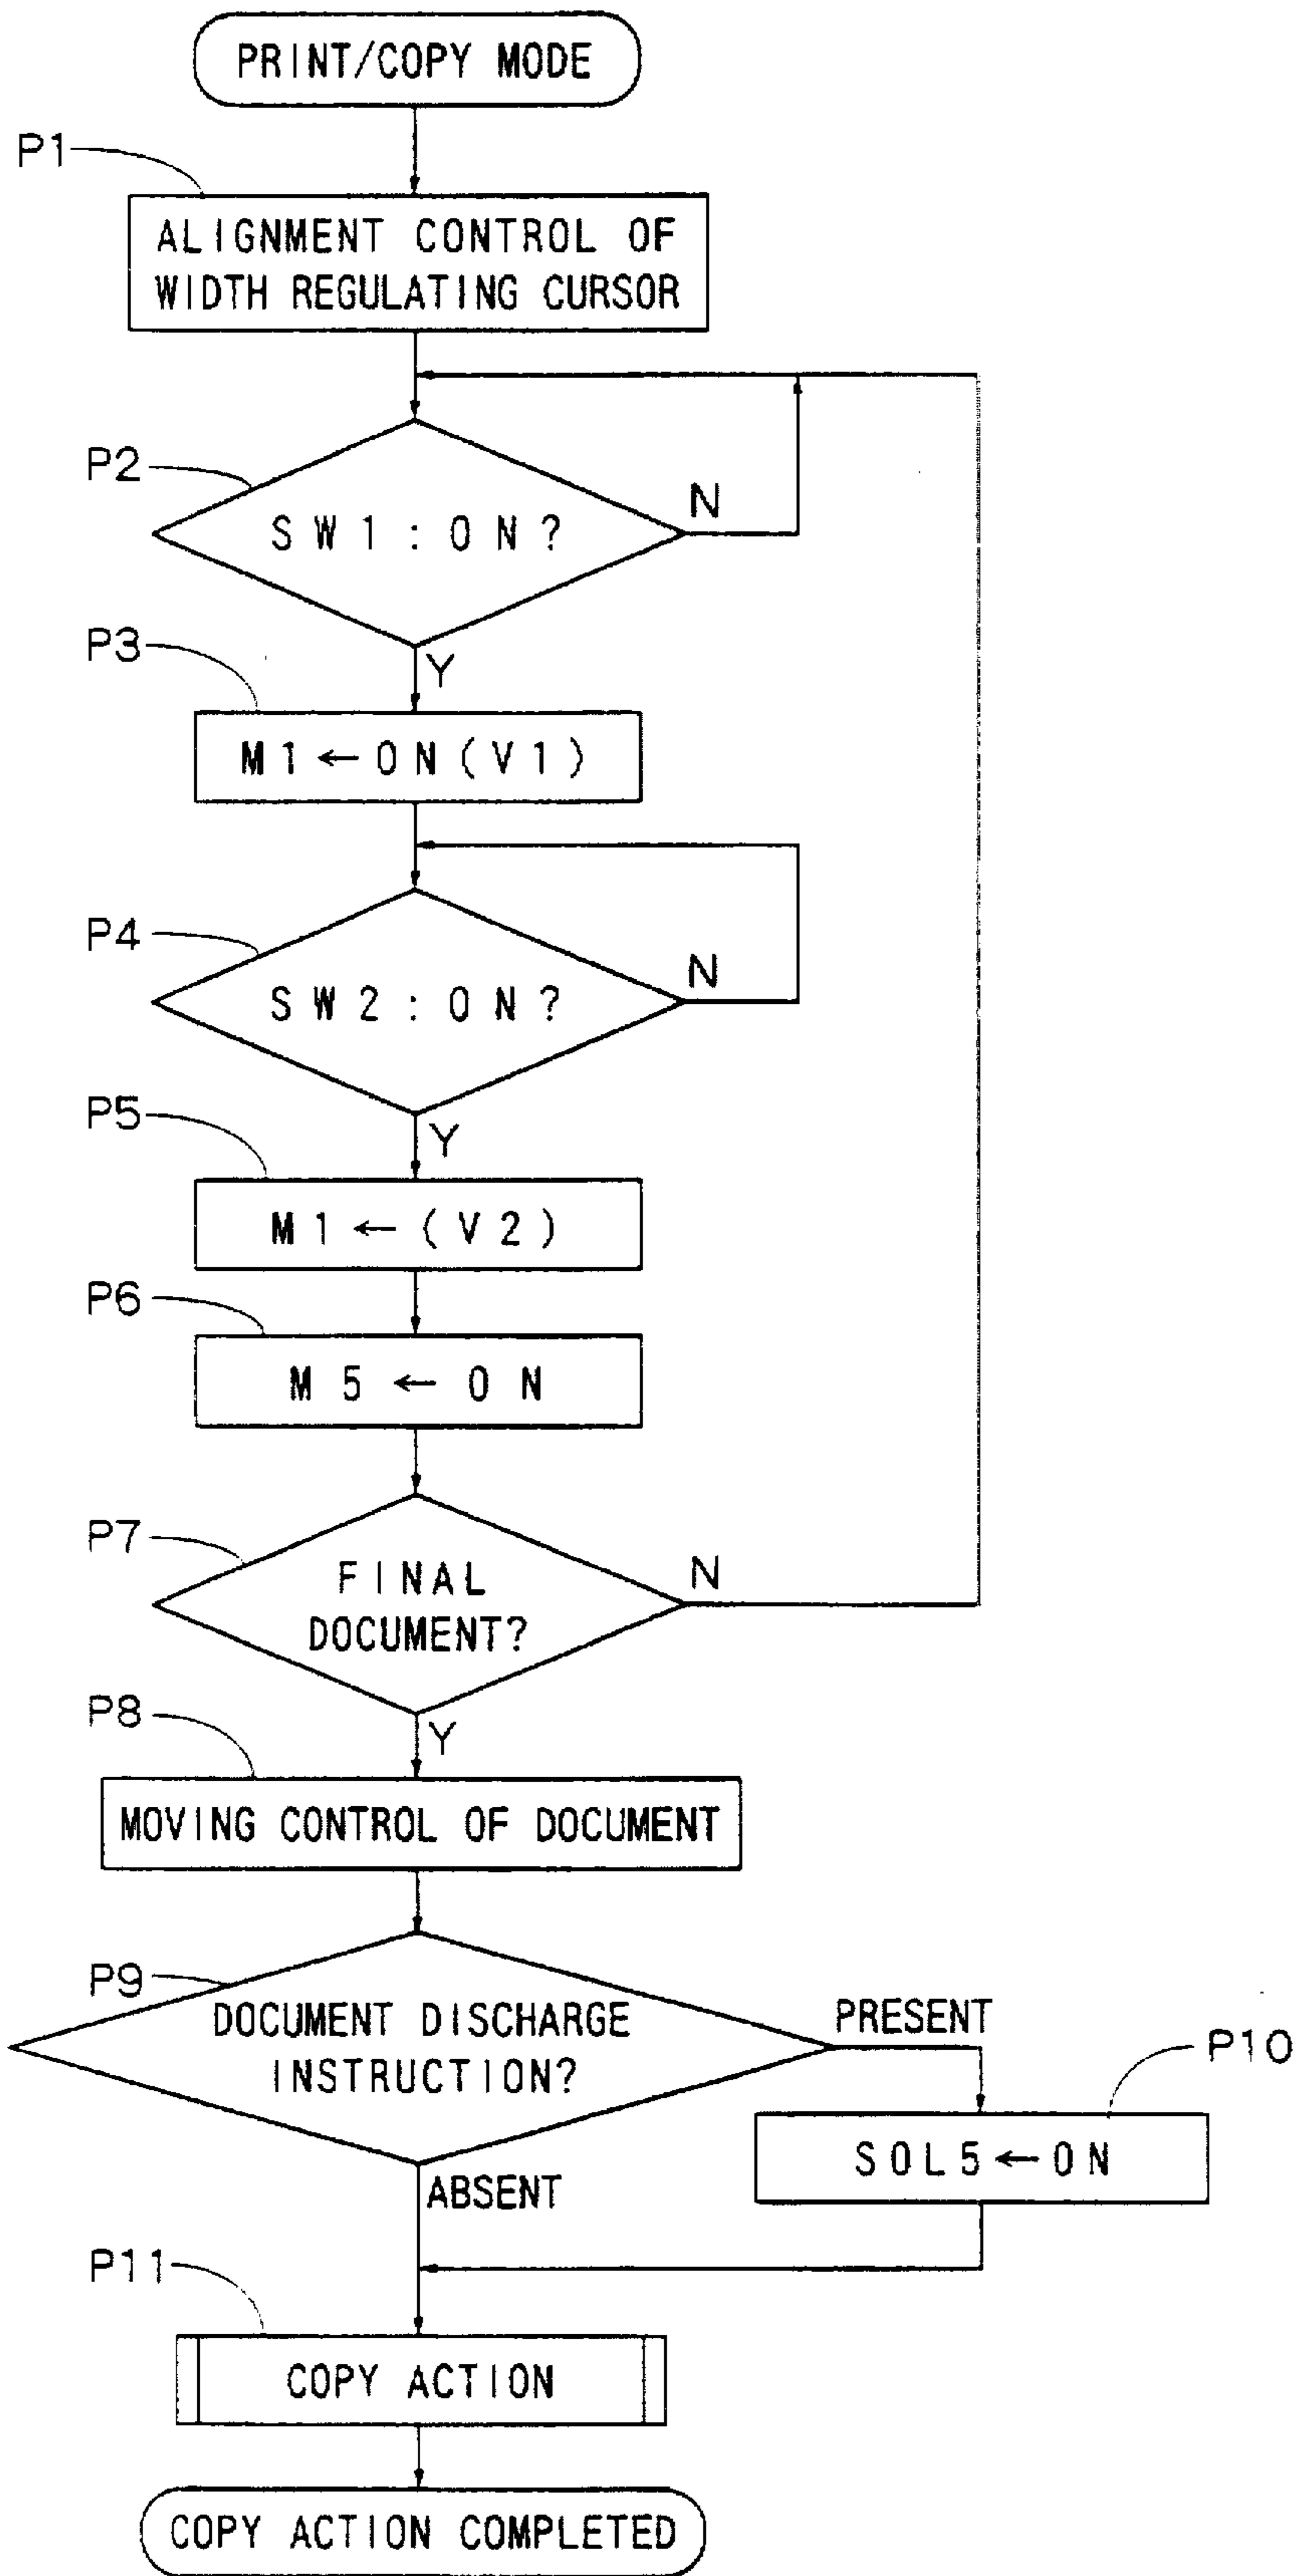 PRINT/COPY MODE
P1
ALIGNMENT CONTROL OF
WIDTH REGULATING CURSOR
P2
SW1:ON?
N
Y
P3
M1←ON(V1)
P4
SW2:ON?
N
Y
P5
M1←(V2)
P6
M5←ON
P7
FINAL
DOCUMENT?
N
Y
P8
MOVING CONTROL OF DOCUMENT
P9
DOCUMENT DISCHARGE
INSTRUCTION?
PRESENT
P10
SOL5←ON
ABSENT
P11
COPY ACTION
COPY ACTION COMPLETED